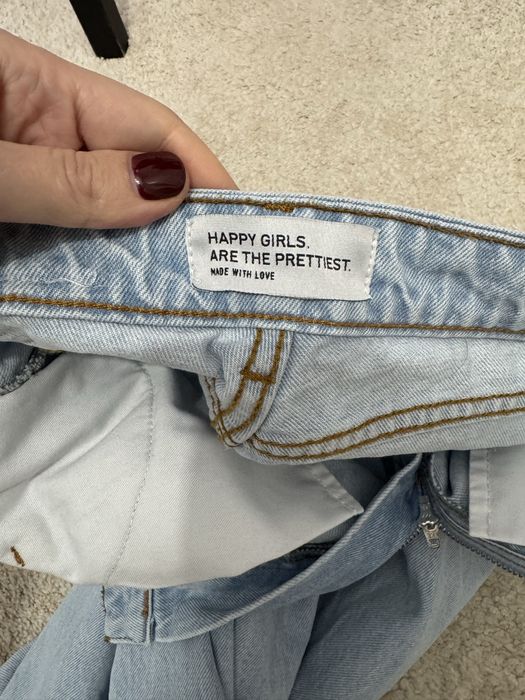 HAPPY GIRLS.
ARE THE PRETTIEST.
MADE WITH LOVE